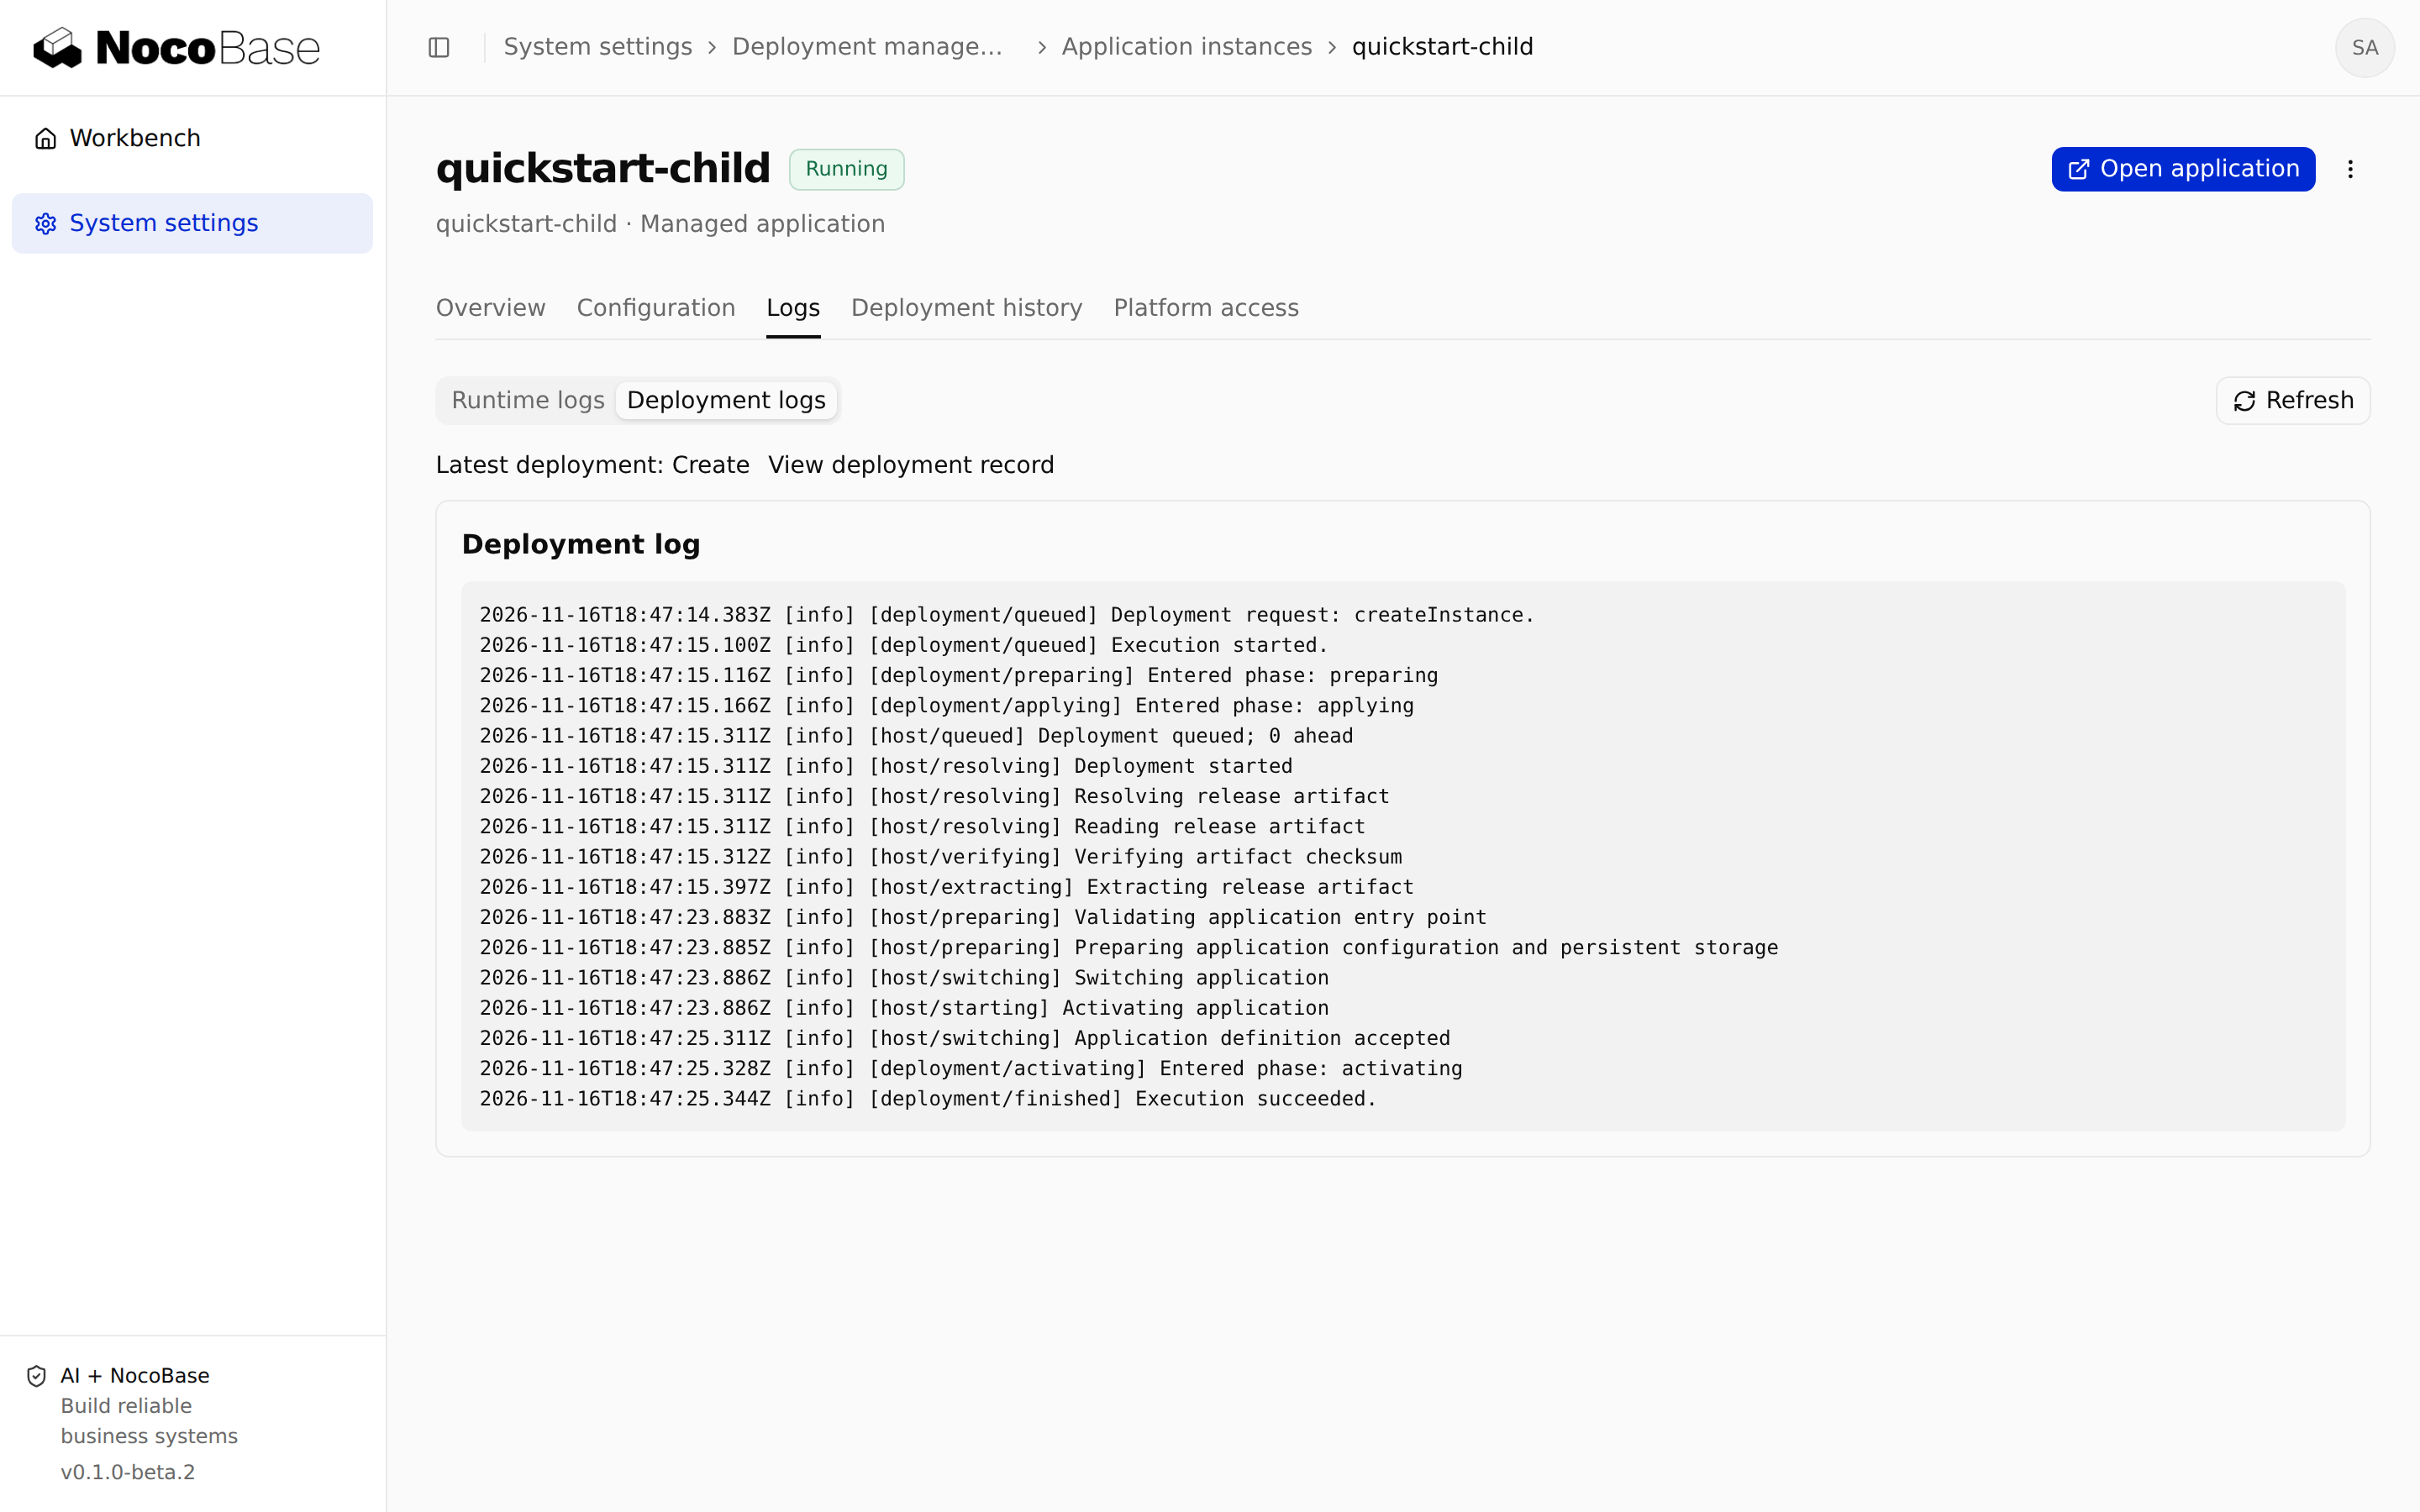 NocoBase
System settings > Deployment manage... > Application instances > quickstart-child
SA
Workbench
System settings
quickstart-child Running
Open application
quickstart-child · Managed application
Overview Configuration Logs Deployment history Platform access
Runtime logs Deployment logs
Refresh
Latest deployment: Create View deployment record
Deployment log
2026-11-16T18:47:14.383Z [info] [deployment/queued] Deployment request: createInstance.
2026-11-16T18:47:15.100Z [info] [deployment/queued] Execution started.
2026-11-16T18:47:15.116Z [info] [deployment/preparing] Entered phase: preparing
2026-11-16T18:47:15.166Z [info] [deployment/applying] Entered phase: applying
2026-11-16T18:47:15.311Z [info] [host/queued] Deployment queued; 0 ahead
2026-11-16T18:47:15.311Z [info] [host/resolving] Deployment started
2026-11-16T18:47:15.311Z [info] [host/resolving] Resolving release artifact
2026-11-16T18:47:15.311Z [info] [host/resolving] Reading release artifact
2026-11-16T18:47:15.312Z [info] [host/verifying] Verifying artifact checksum
2026-11-16T18:47:15.397Z [info] [host/extracting] Extracting release artifact
2026-11-16T18:47:23.883Z [info] [host/preparing] Validating application entry point
2026-11-16T18:47:23.885Z [info] [host/preparing] Preparing application configuration and persistent storage
2026-11-16T18:47:23.886Z [info] [host/switching] Switching application
2026-11-16T18:47:23.886Z [info] [host/starting] Activating application
2026-11-16T18:47:25.311Z [info] [host/switching] Application definition accepted
2026-11-16T18:47:25.328Z [info] [deployment/activating] Entered phase: activating
2026-11-16T18:47:25.344Z [info] [deployment/finished] Execution succeeded.
AI + NocoBase
Build reliable
business systems
v0.1.0-beta.2